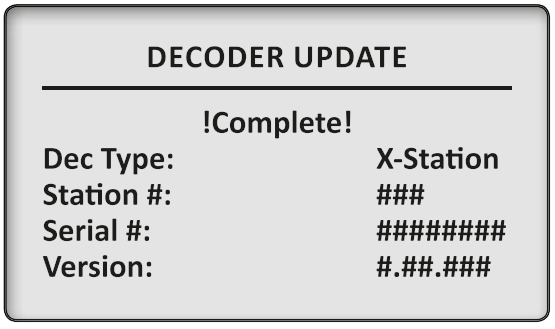 DECODER UPDATE
!Complete!
Dec Type: X-Station
Station #: ###
Serial #: ########
Version: #.##.###